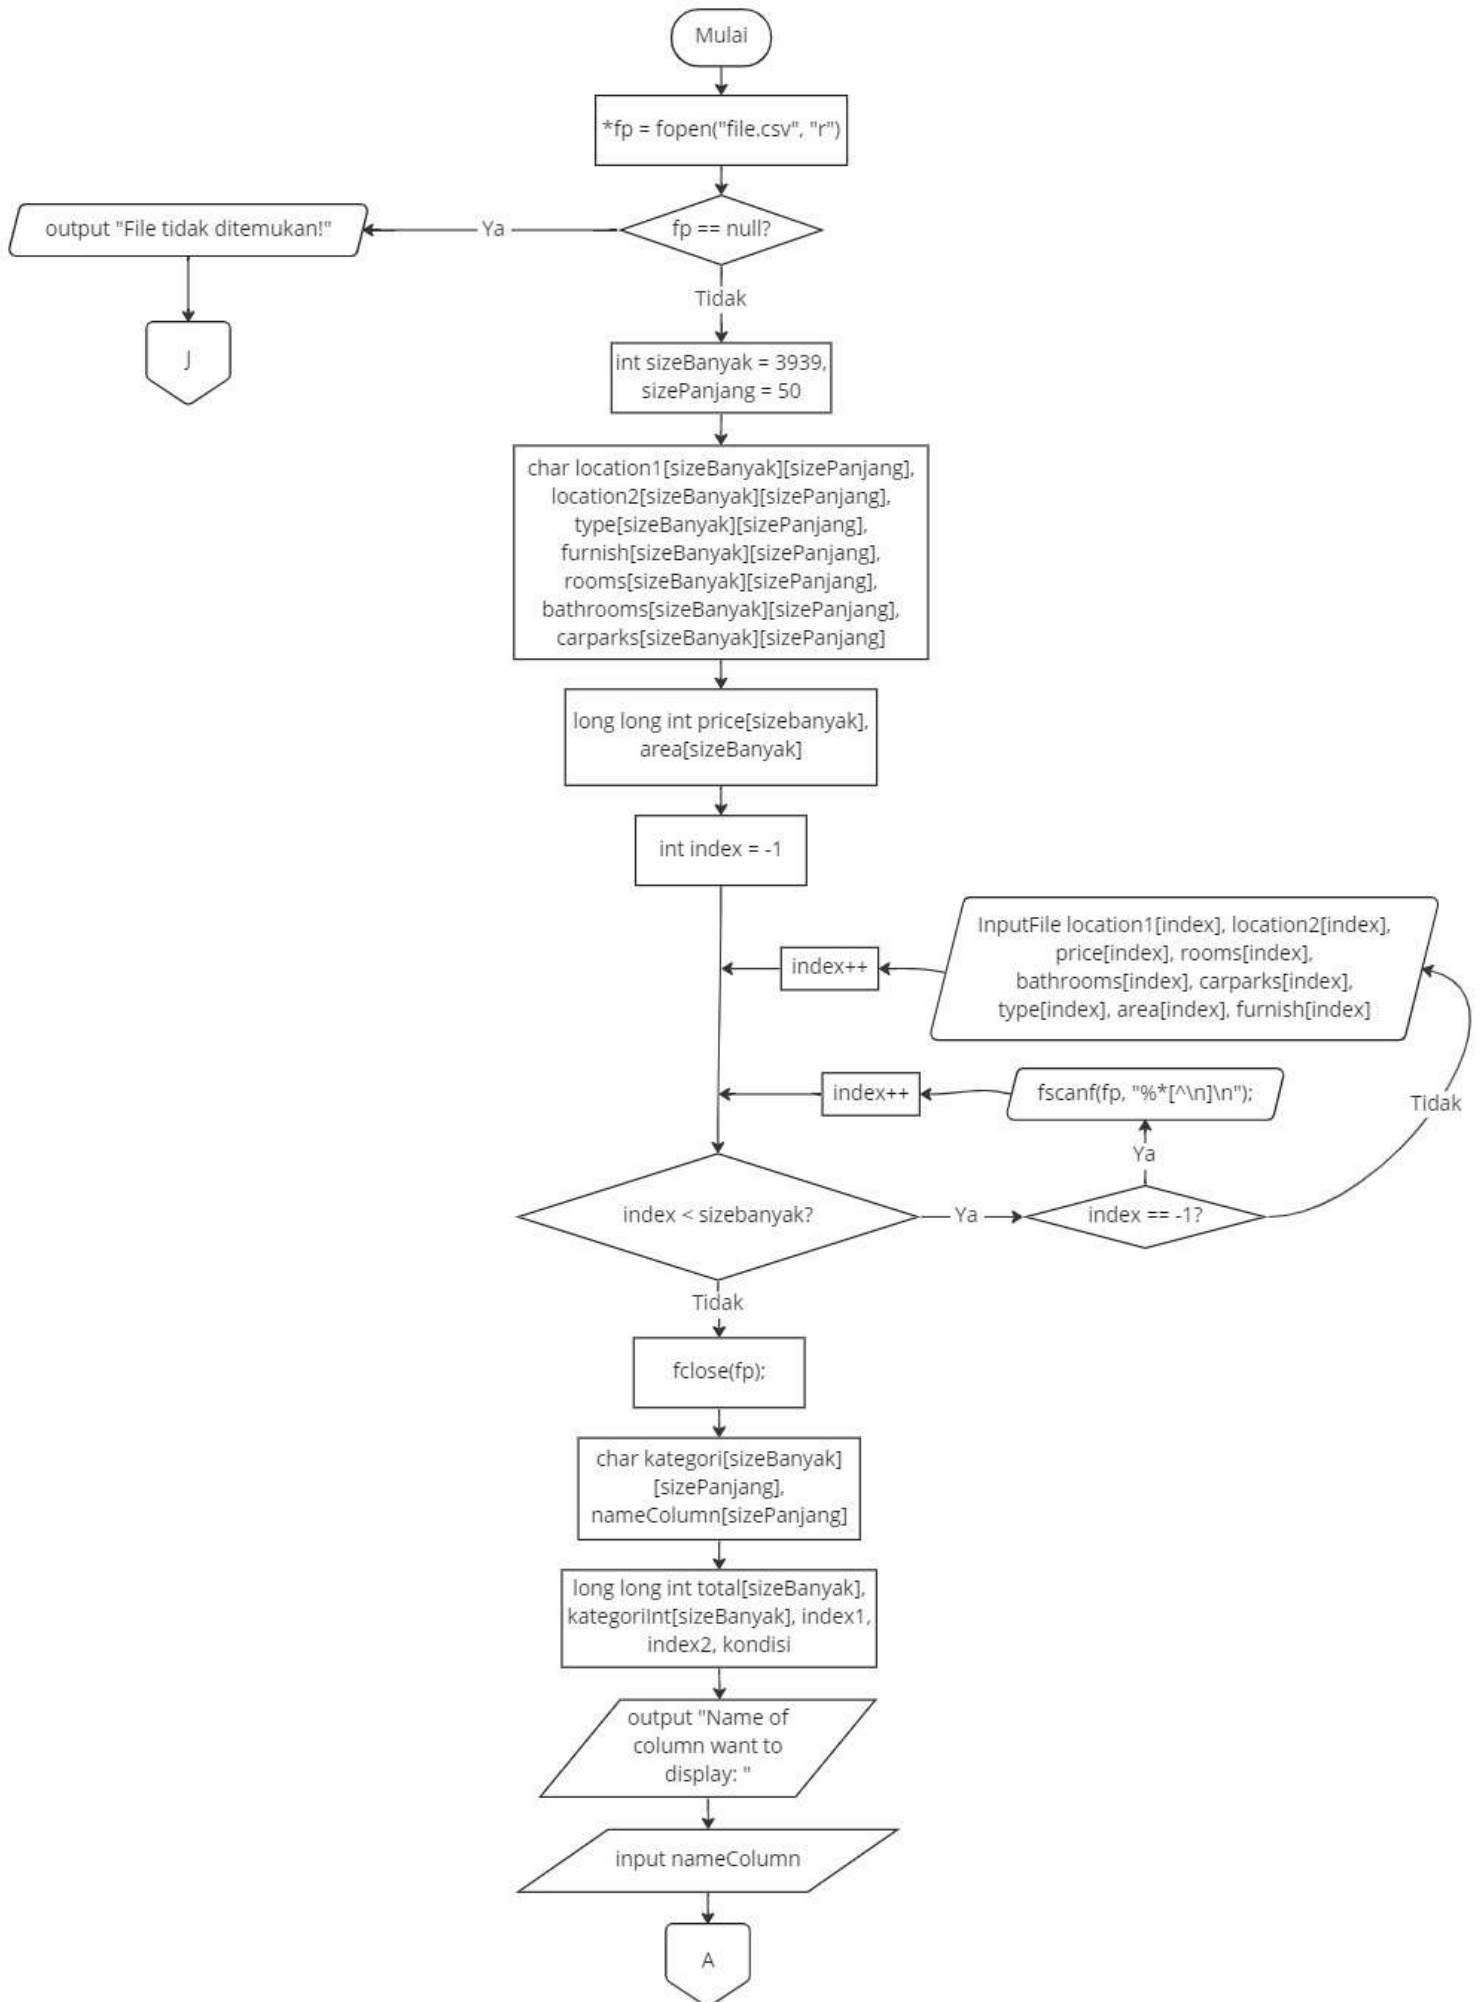 Mulai
*fp = fopen("file.csv", "r")
fp == null?
Ya
output "File tidak ditemukan!"
J
Tidak
int sizeBanyak = 3939,
sizePanjang = 50
char location1[sizeBanyak][sizePanjang],
location2[sizeBanyak][sizePanjang],
type[sizeBanyak][sizePanjang],
furnish[sizeBanyak][sizePanjang],
rooms[sizeBanyak][sizePanjang],
bathrooms[sizeBanyak][sizePanjang],
carparks[sizeBanyak][sizePanjang]
long long int price[sizebanyak],
area[sizeBanyak]
int index = -1
InputFile location1[index], location2[index],
price[index], rooms[index],
bathrooms[index], carparks[index],
type[index], area[index], furnish[index]
index++
fscanf(fp, "%*[^\n]\n");
index++
Tidak
Ya
index < sizebanyak?
Ya
index == -1?
Tidak
fclose(fp);
char kategori[sizeBanyak]
[sizePanjang],
nameColumn[sizePanjang]
long long int total[sizeBanyak],
kategoriInt[sizeBanyak], index1,
index2, kondisi
output "Name of
column want to
display: "
input nameColumn
A